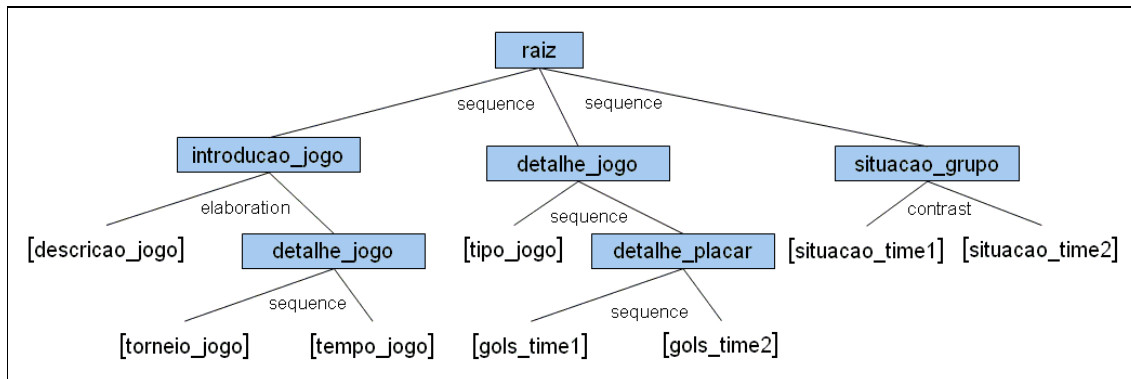 raiz
sequence sequence
introducao_jogo detalhe_jogo situacao_grupo
elaboration sequence contrast
[descricao_jogo] detalhe_jogo [tipo_jogo] detalhe_placar [situacao_time1] [situacao_time2]
sequence sequence
[torneio_jogo] [tempo_jogo] [gols_time1] [gols_time2]